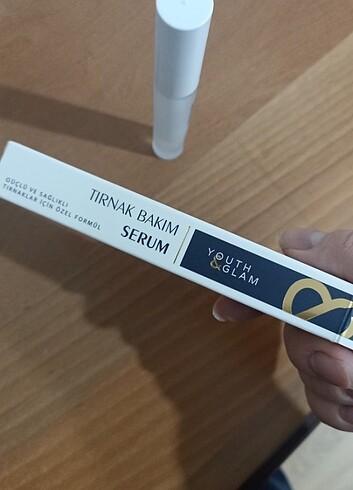 TIRNAK BAKIM
SERUM
GÜÇLÜ VE SAĞLIKLI
TIRNAKLAR İÇİN ÖZEL FORMÜL
YOUTH
&GLAM